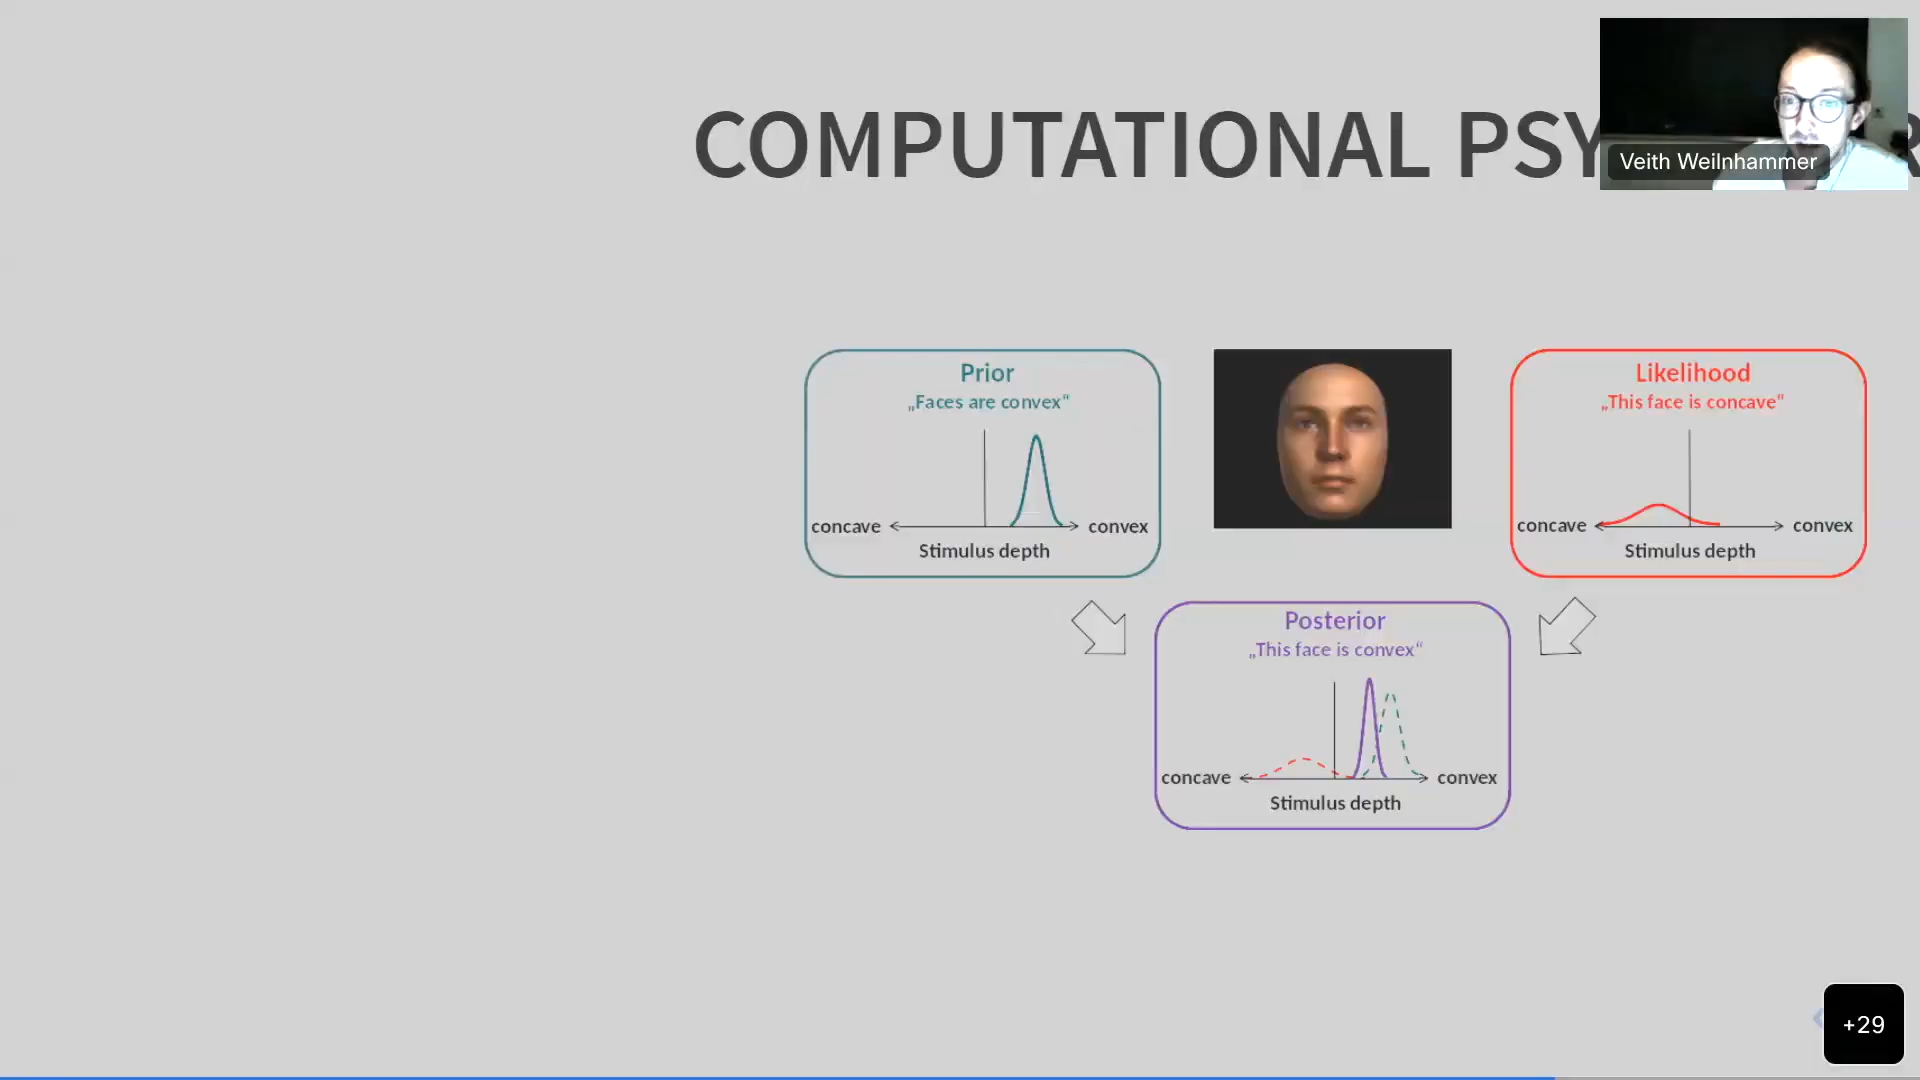 COMPUTATIONAL PSY
Veith Weilnhammer
Prior
„Faces are convex“
concave
convex
Stimulus depth
Likelihood
„This face is concave“
concave
convex
Stimulus depth
Posterior
„This face is convex“
concave
convex
Stimulus depth
+29